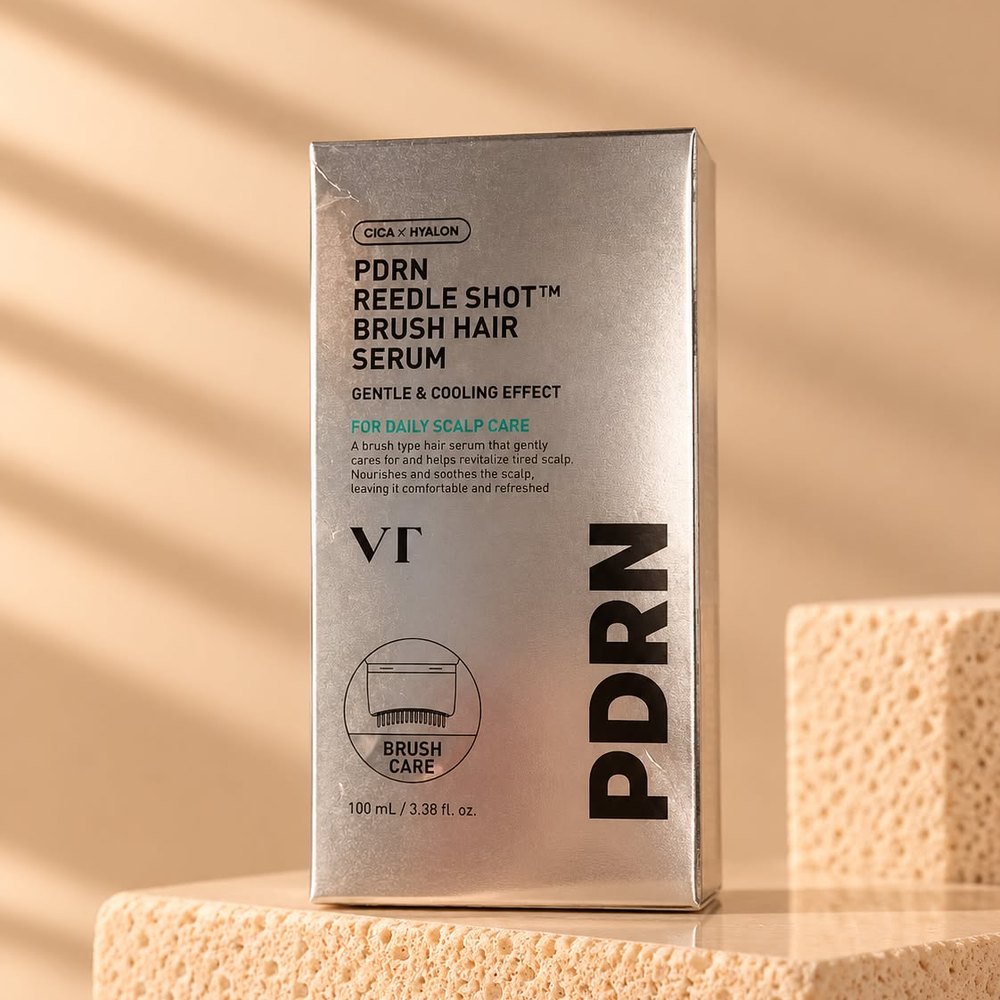 CICA × HYALON
PDRN
REEDLE SHOT™
BRUSH HAIR
SERUM
GENTLE & COOLING EFFECT
FOR DAILY SCALP CARE
A brush type hair serum that gently
cares for and helps revitalize tired scalp.
Nourishes and soothes the scalp,
leaving it comfortable and refreshed
VT
PDRN
BRUSH
CARE
100 mL / 3.38 fl. oz.